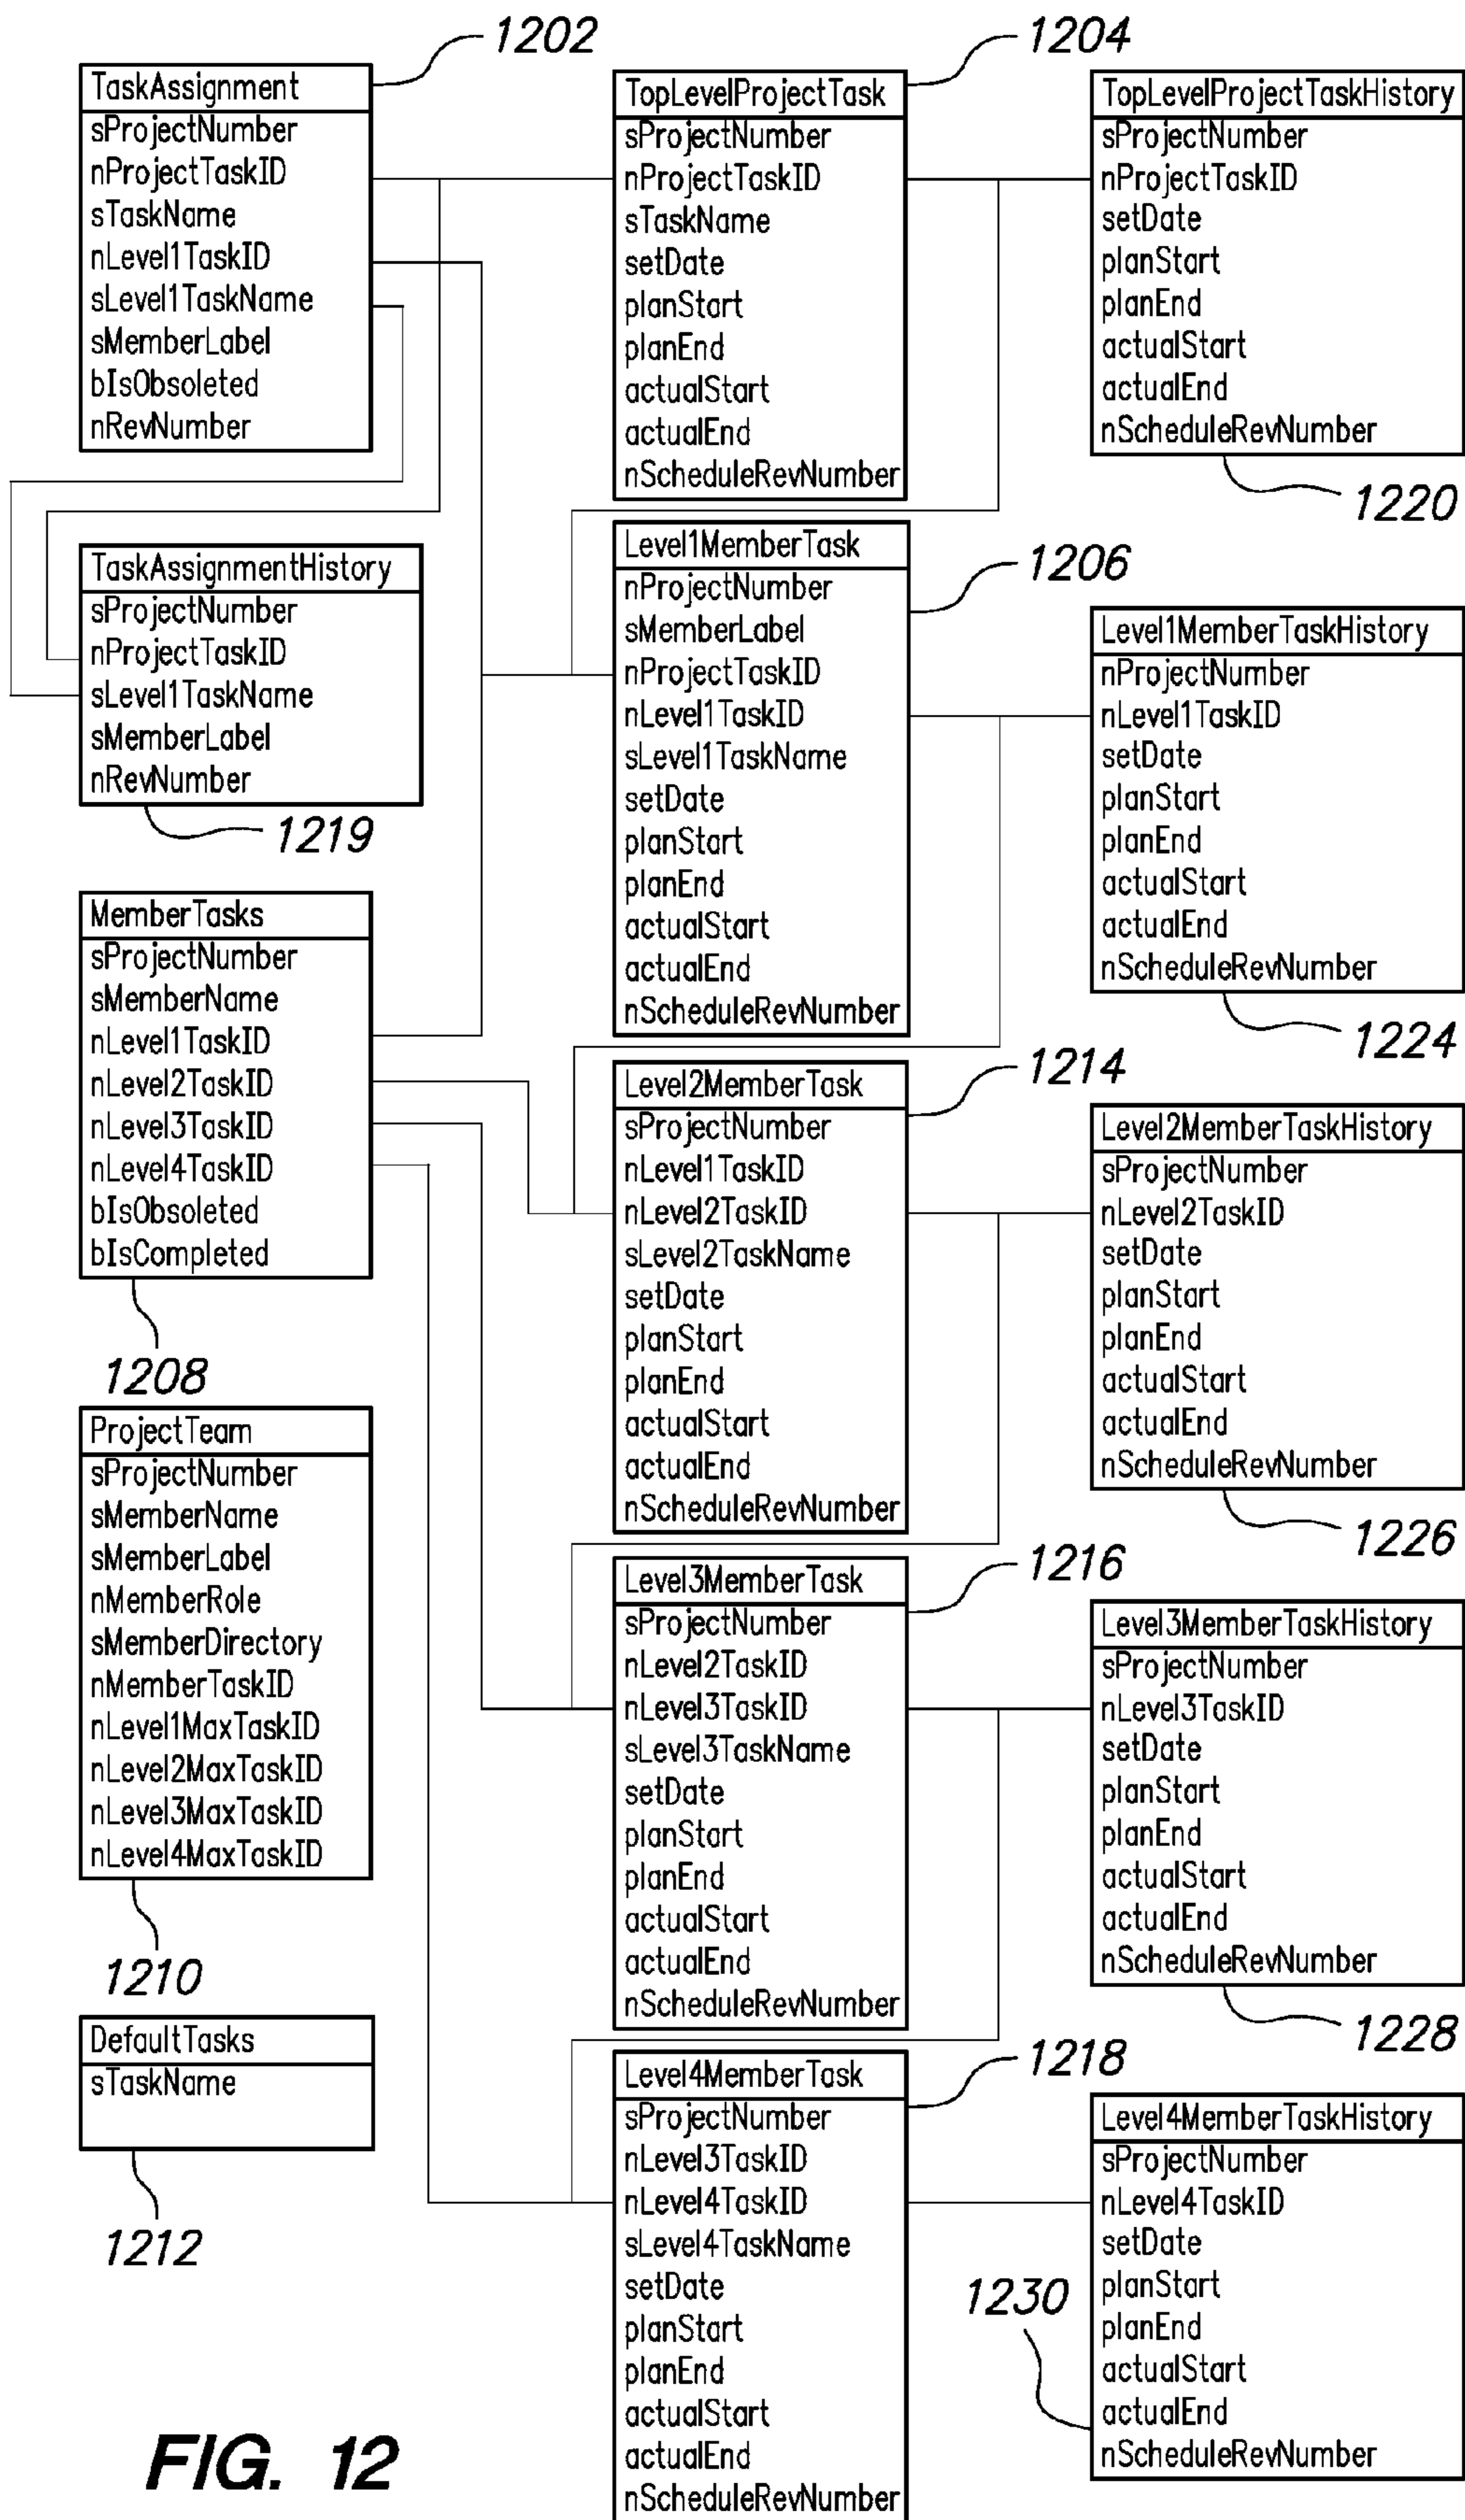 1202
TaskAssignment
sProjectNumber
nProjectTaskID
sTaskName
nLevel1TaskID
sLevel1TaskName
sMemberLabel
bIsObsoleted
nRevNumber
TaskAssignmentHistory
sProjectNumber
nProjectTaskID
sLevel1TaskName
sMemberLabel
nRevNumber
1219
MemberTasks
sProjectNumber
sMemberName
nLevel1TaskID
nLevel2TaskID
nLevel3TaskID
nLevel4TaskID
bIsObsoleted
bIsCompleted
1208
ProjectTeam
sProjectNumber
sMemberName
sMemberLabel
nMemberRole
sMemberDirectory
nMemberTaskID
nLevel1MaxTaskID
nLevel2MaxTaskID
nLevel3MaxTaskID
nLevel4MaxTaskID
1210
DefaultTasks
sTaskName
1212
1204
TopLevelProjectTask
sProjectNumber
nProjectTaskID
sTaskName
setDate
planStart
planEnd
actualStart
actualEnd
nScheduleRevNumber
Level1MemberTask
1206
nProjectNumber
sMemberLabel
nProjectTaskID
nLevel1TaskID
sLevel1TaskName
setDate
planStart
planEnd
actualStart
actualEnd
nScheduleRevNumber
1214
Level2MemberTask
sProjectNumber
nLevel1TaskID
nLevel2TaskID
sLevel2TaskName
setDate
planStart
planEnd
actualStart
actualEnd
nScheduleRevNumber
1216
Level3MemberTask
sProjectNumber
nLevel2TaskID
nLevel3TaskID
sLevel3TaskName
setDate
planStart
planEnd
actualStart
actualEnd
nScheduleRevNumber
1218
Level4MemberTask
sProjectNumber
nLevel3TaskID
nLevel4TaskID
sLevel4TaskName
setDate
planStart
planEnd
actualStart
actualEnd
nScheduleRevNumber
TopLevelProjectTaskHistory
sProjectNumber
nProjectTaskID
setDate
planStart
planEnd
actualStart
actualEnd
nScheduleRevNumber
1220
Level1MemberTaskHistory
nProjectNumber
nLevel1TaskID
setDate
planStart
planEnd
actualStart
actualEnd
nScheduleRevNumber
1224
Level2MemberTaskHistory
sProjectNumber
nLevel2TaskID
setDate
planStart
planEnd
actualStart
actualEnd
nScheduleRevNumber
1226
Level3MemberTaskHistory
sProjectNumber
nLevel3TaskID
setDate
planStart
planEnd
actualStart
actualEnd
nScheduleRevNumber
1228
Level4MemberTaskHistory
sProjectNumber
nLevel4TaskID
setDate
planStart
planEnd
actualStart
actualEnd
nScheduleRevNumber
1230
FIG. 12